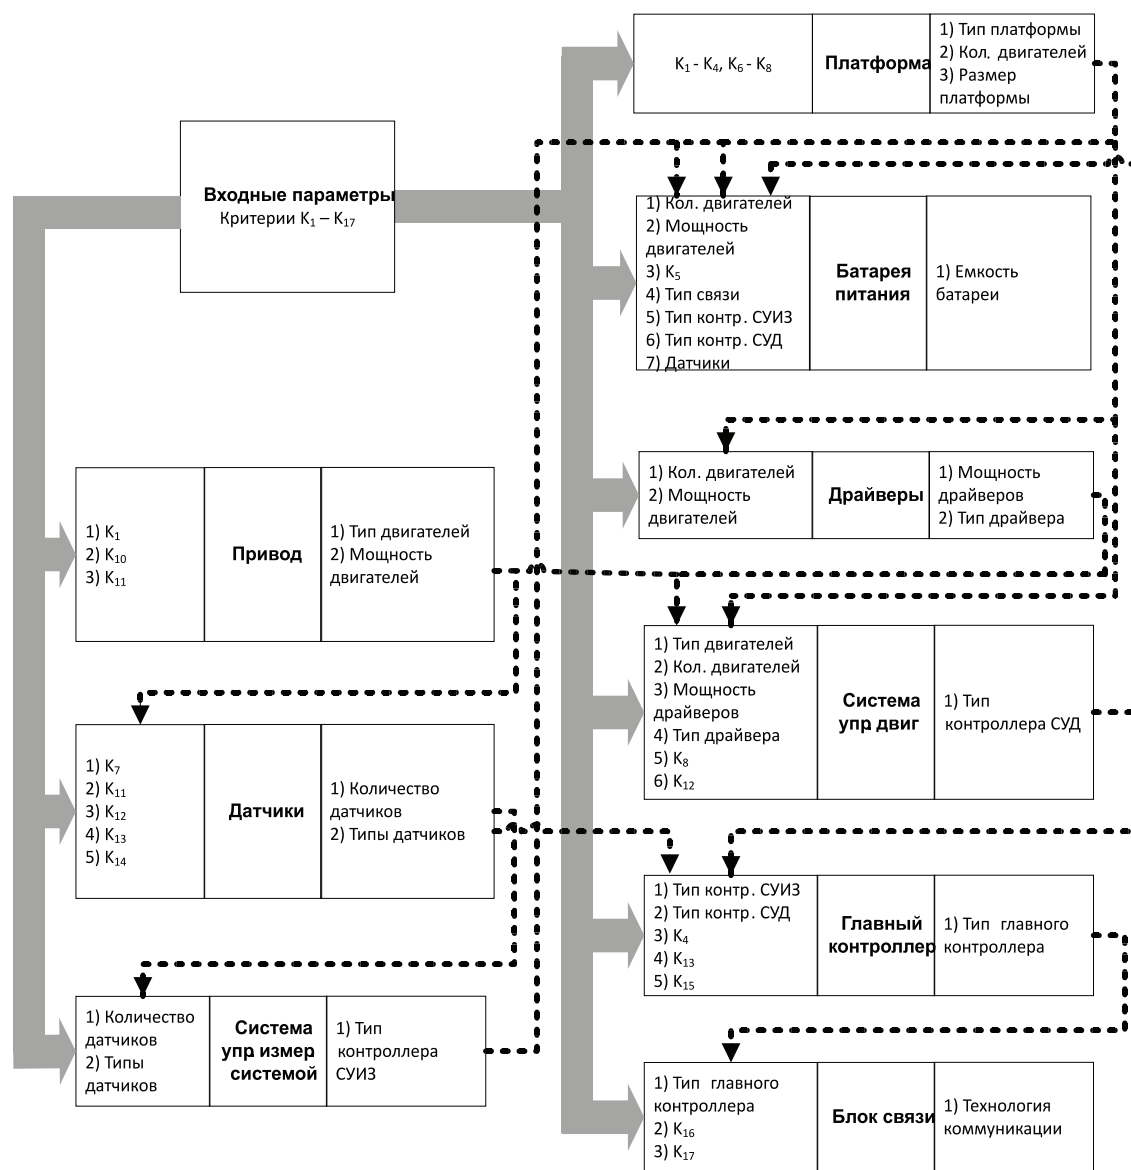 Входные параметры
Критерии K₁ – K₁₇
K₁ - K₄, K₆ - K₈
Платформа
1) Тип платформы
2) Кол. двигателей
3) Размер
платформы
1) Кол. двигателей
2) Мощность
двигателей
3) K₅
4) Тип связи
5) Тип контр. СУИЗ
6) Тип контр. СУД
7) Датчики
Батарея
питания
1) Емкость
батареи
1) Кол. двигателей
2) Мощность
двигателей
Драйверы
1) Мощность
драйверов
2) Тип драйвера
1) K₁
2) K₁₀
3) K₁₁
Привод
1) Тип двигателей
2) Мощность
двигателей
1) Тип двигателей
2) Кол. двигателей
3) Мощность
драйверов
4) Тип драйвера
5) K₈
6) K₁₂
Система
упр. двиг
1) Тип
контроллера СУД
1) K₇
2) K₁₁
3) K₁₂
4) K₁₃
5) K₁₄
Датчики
1) Количество
датчиков
2) Типы датчиков
1) Тип контр. СУИЗ
2) Тип контр. СУД
3) K₄
4) K₁₃
5) K₁₅
Главный
контроллер
1) Тип главного
контроллера
1) Количество
датчиков
2) Типы
датчиков
Система
упр. измер.
системой
1) Тип
контроллера
СУИЗ
1) Тип главного
контроллера
2) K₁₆
3) K₁₇
Блок связи
1) Технология
коммуникации